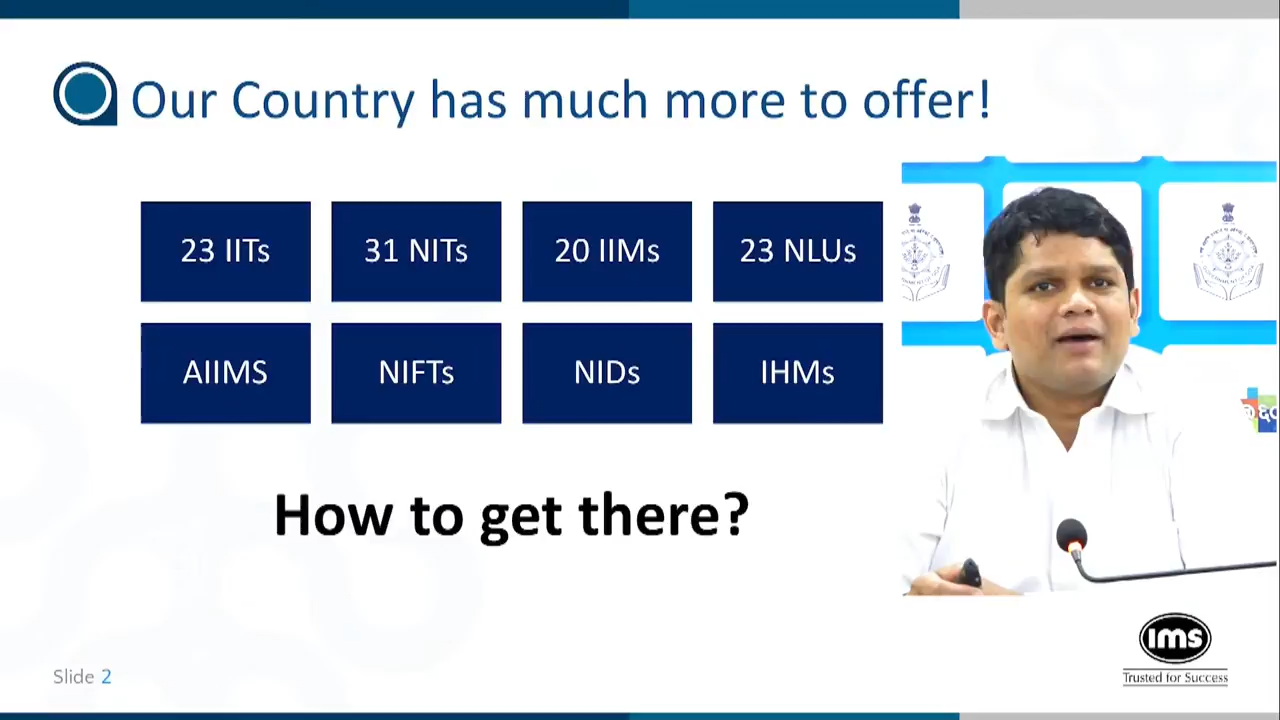 Our Country has much more to offer!
23 IITs
31 NITs
20 IIMs
23 NLUs
AIIMS
NIFTs
NIDs
IHMs
How to get there?
ims
Trusted for Success
Slide 2